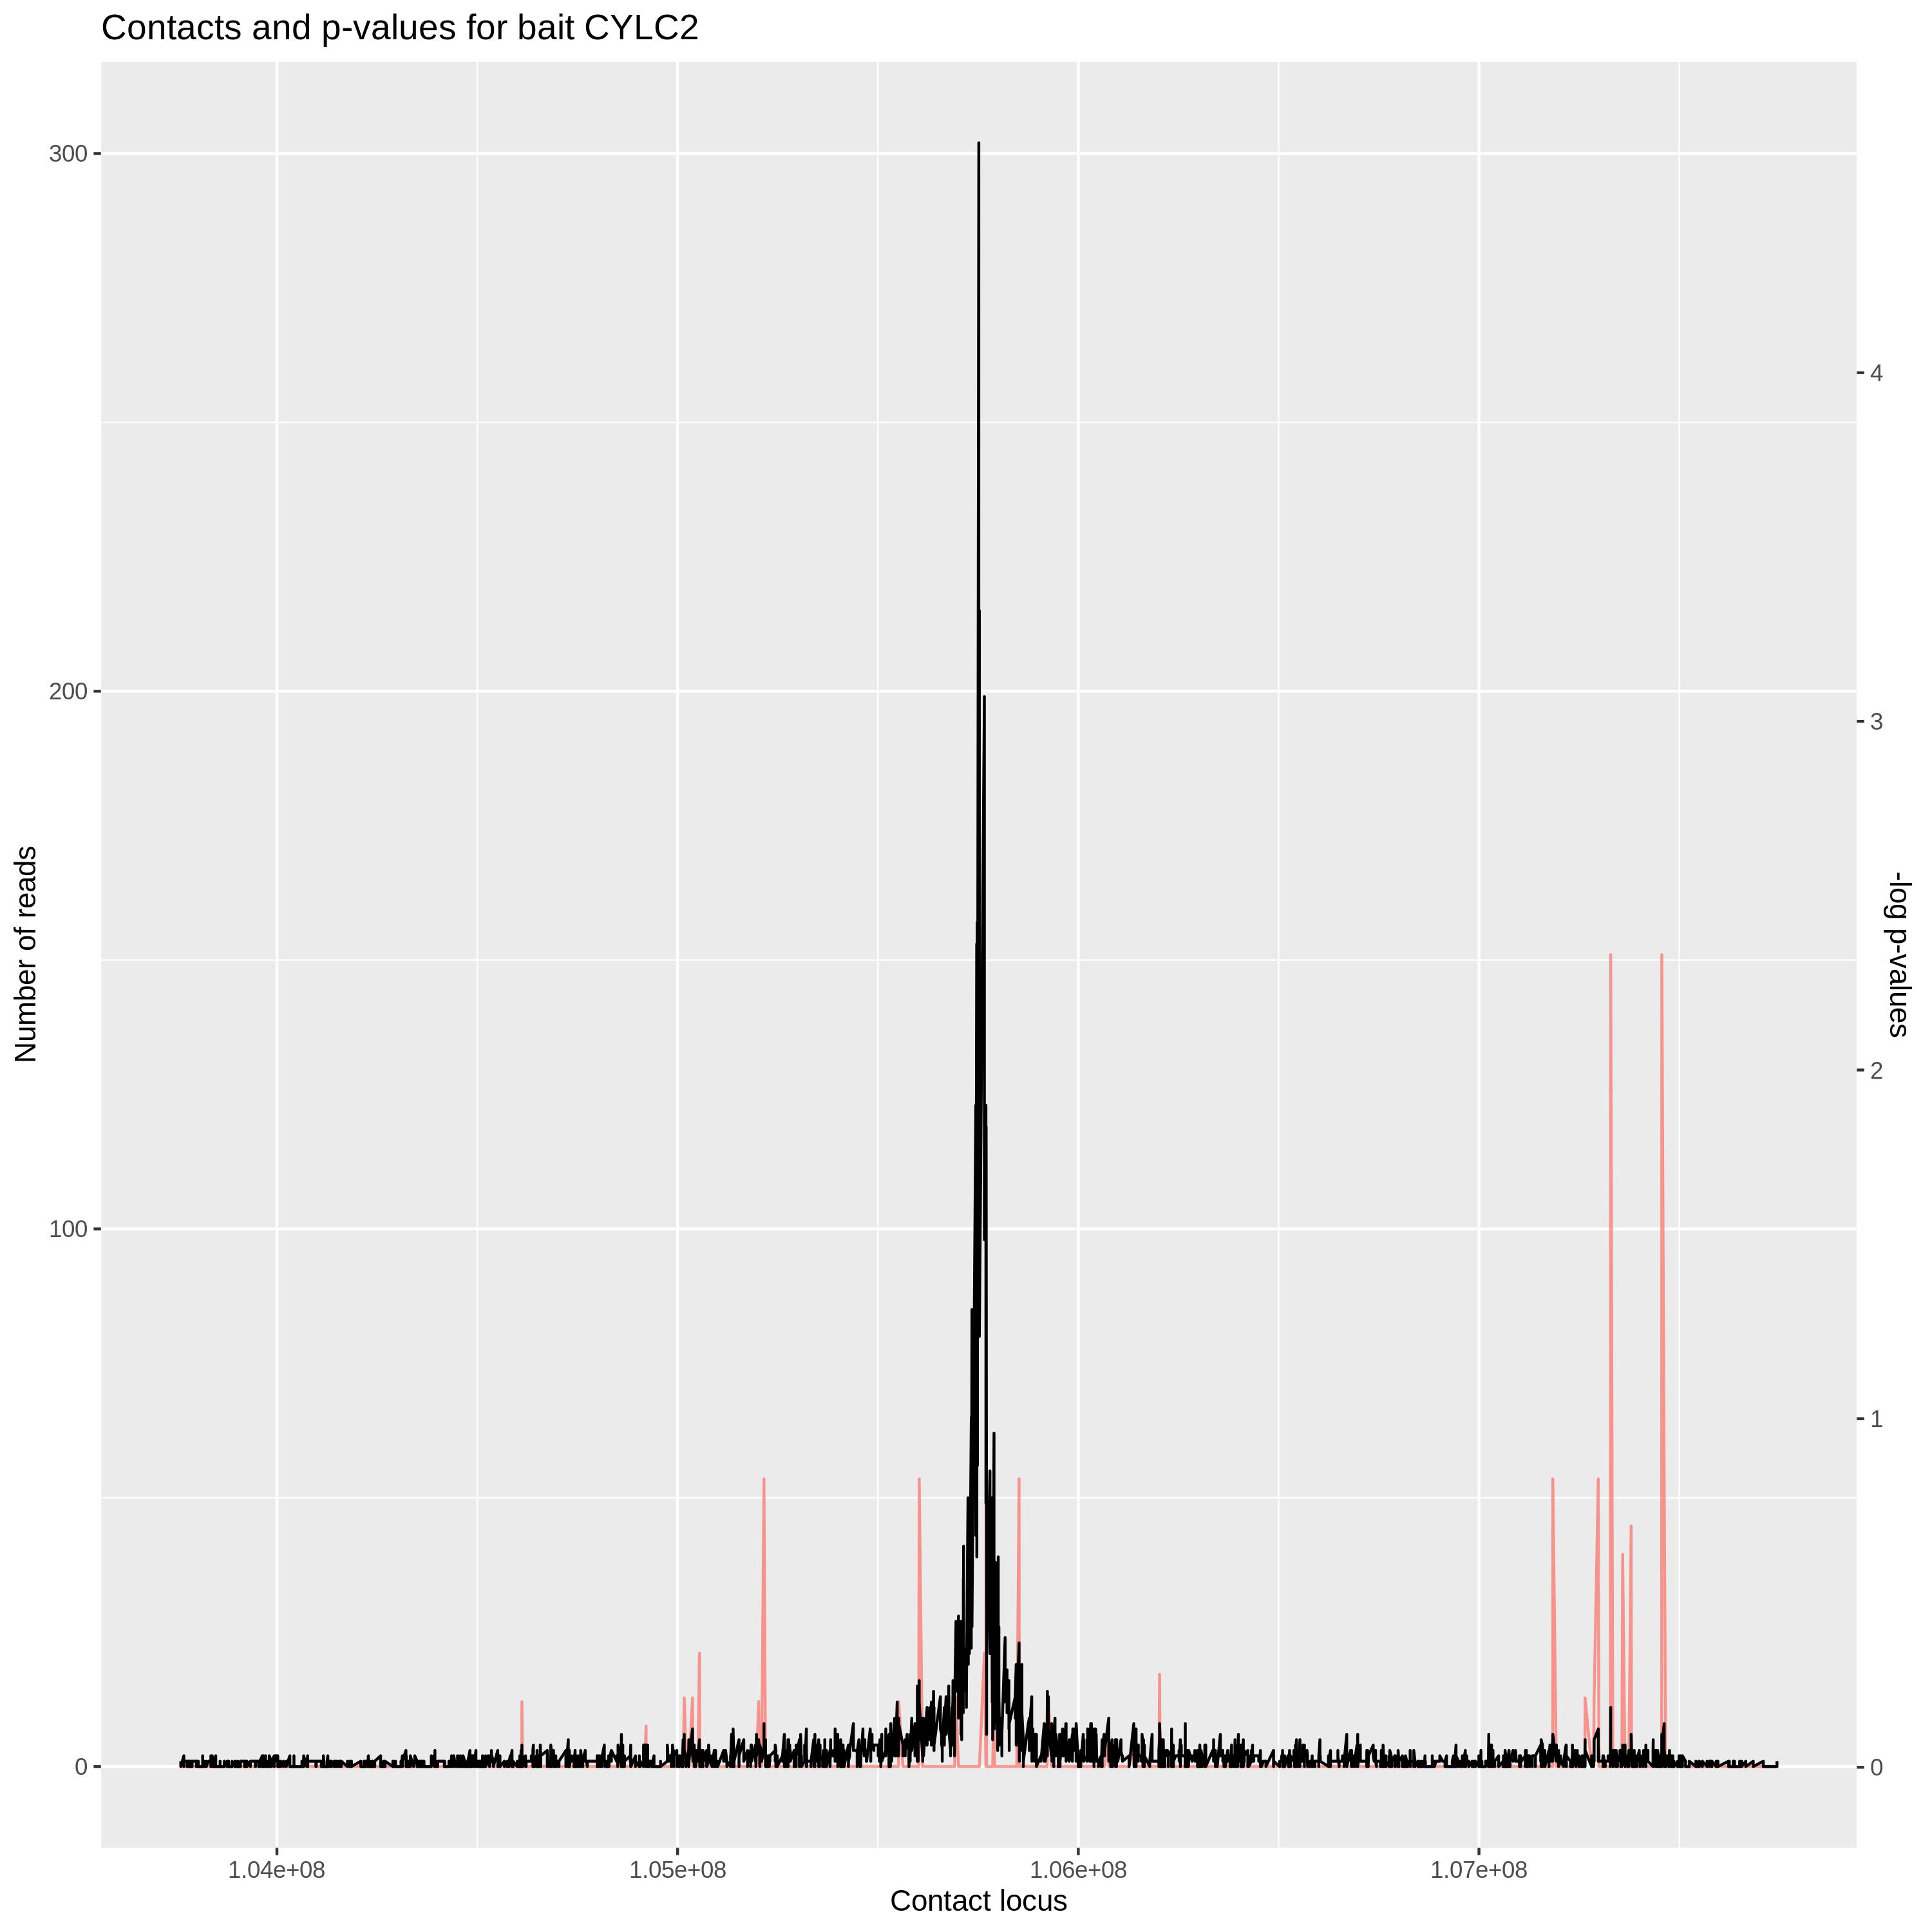 Contacts and p-values for bait CYLC2
300
200
100
0
Number of reads
4
3
2
1
0
-log p-values
1.04e+08
1.05e+08
1.06e+08
1.07e+08
Contact locus